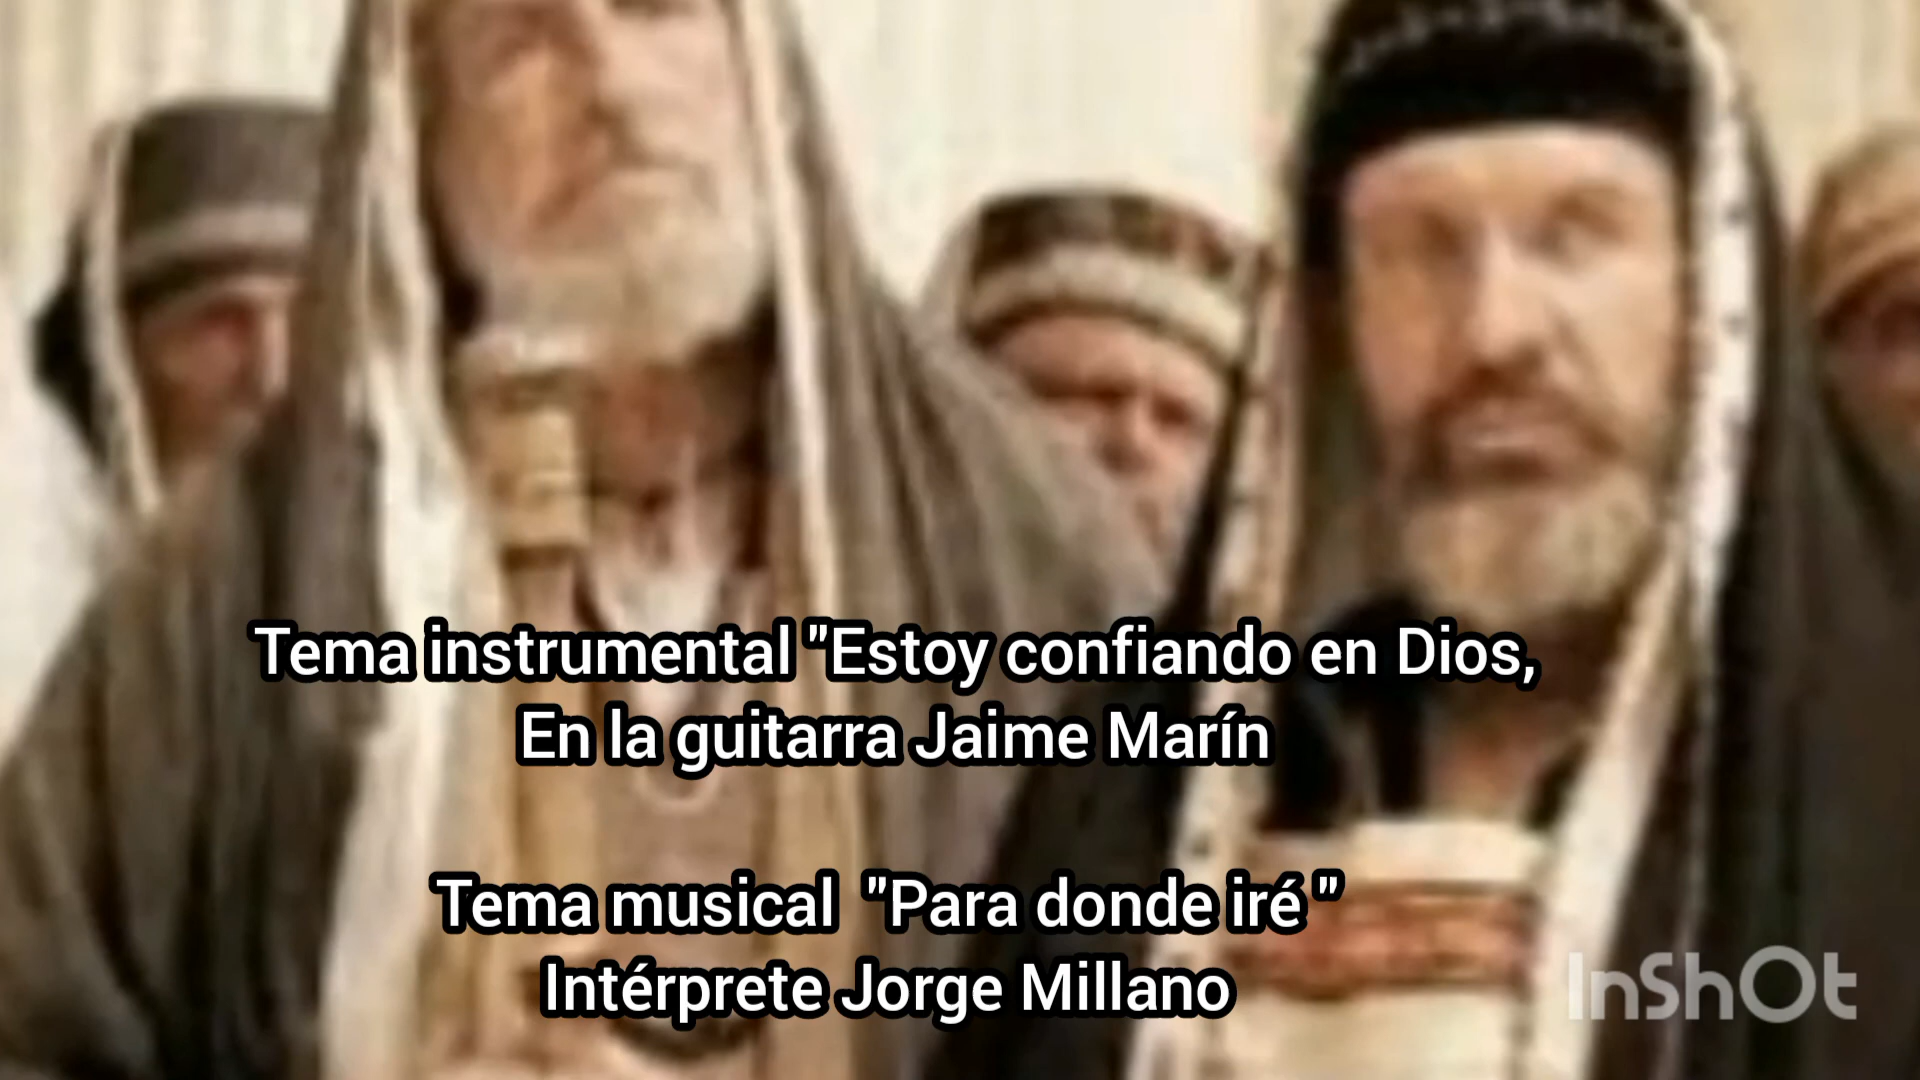 Tema instrumental "Estoy confiando en Dios,
En la guitarra Jaime Marín
Tema musical "Para donde iré"
Intérprete Jorge Millano
InShOt